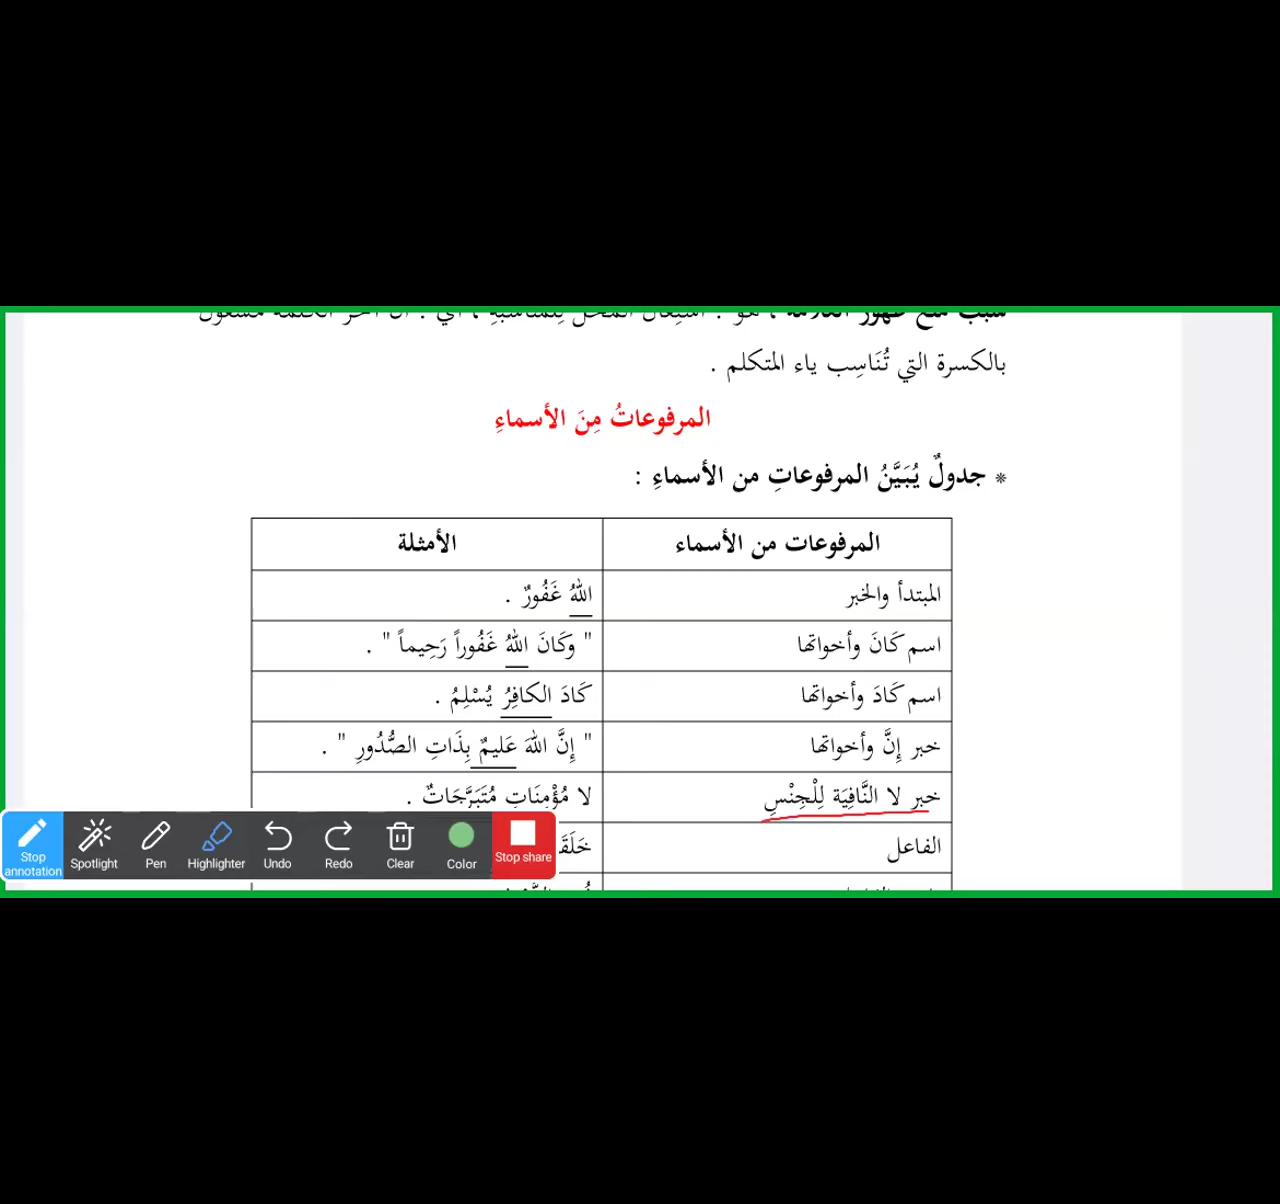 بالكسرة التي تُنَاسِب ياء المتكلم .
المرفوعاتُ مِنَ الأسماءِ
* جدولٌ يُبَيَّنُ المرفوعاتِ من الأسماءِ :
المرفوعات من الأسماء الأمثلة
المبتدأ والخبر اللهُ غَفُورٌ .
اسم كَانَ وأخواتها " وَكَانَ اللهُ غَفُوراً رَحِيماً " .
اسم كَادَ وأخواتها كَادَ الكافِرُ يُسْلِمُ .
خبر إِنَّ وأخواتها " إِنَّ اللهَ عَليمٌ بِذَاتِ الصُّدُورِ " .
خبر لا النَّافِيَة لِلْجِنْسِ لا مُؤْمِنَاتِ مُتَبَرَّجَاتٌ .
الفاعل
Stop annotation Spotlight Pen Highlighter Undo Redo Clear Color Stop share